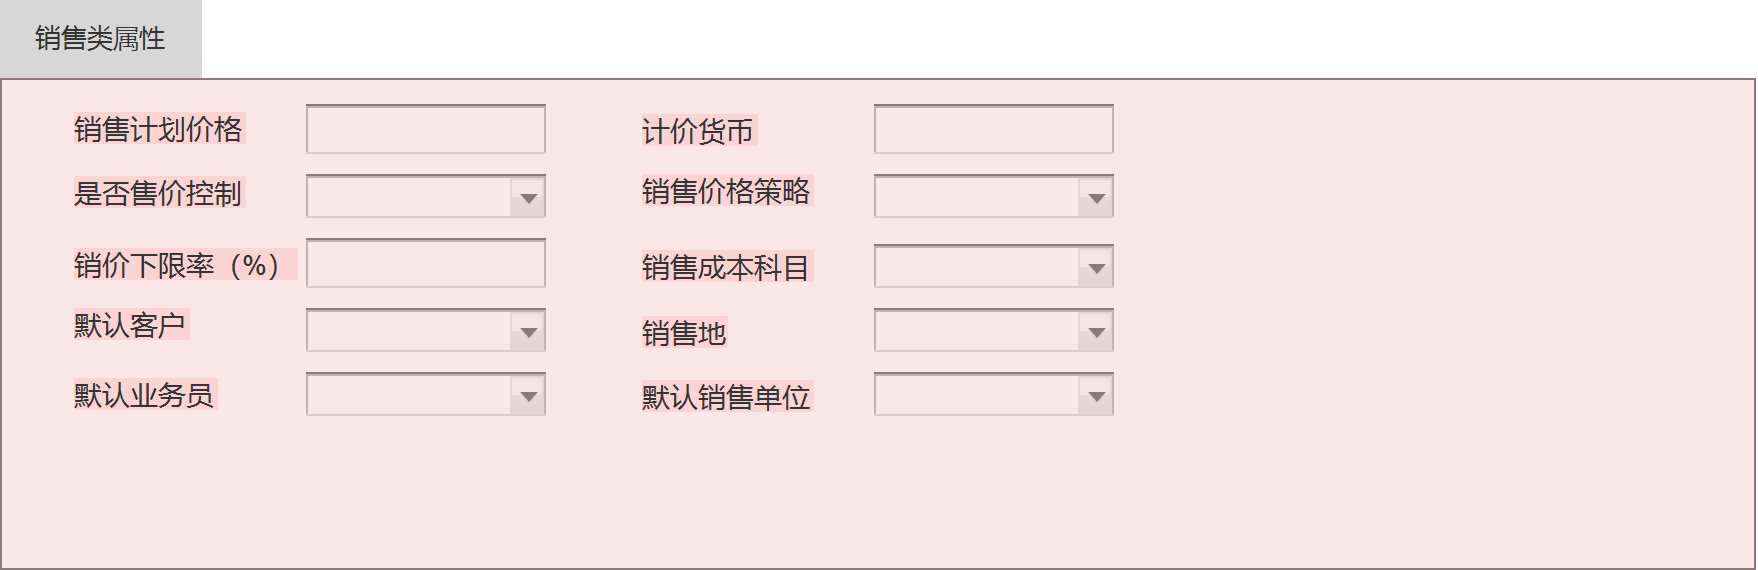 销售类属性
销售计划价格
计价货币
是否售价控制
销售价格策略
销价下限率（%）
销售成本科目
默认客户
销售地
默认业务员
默认销售单位